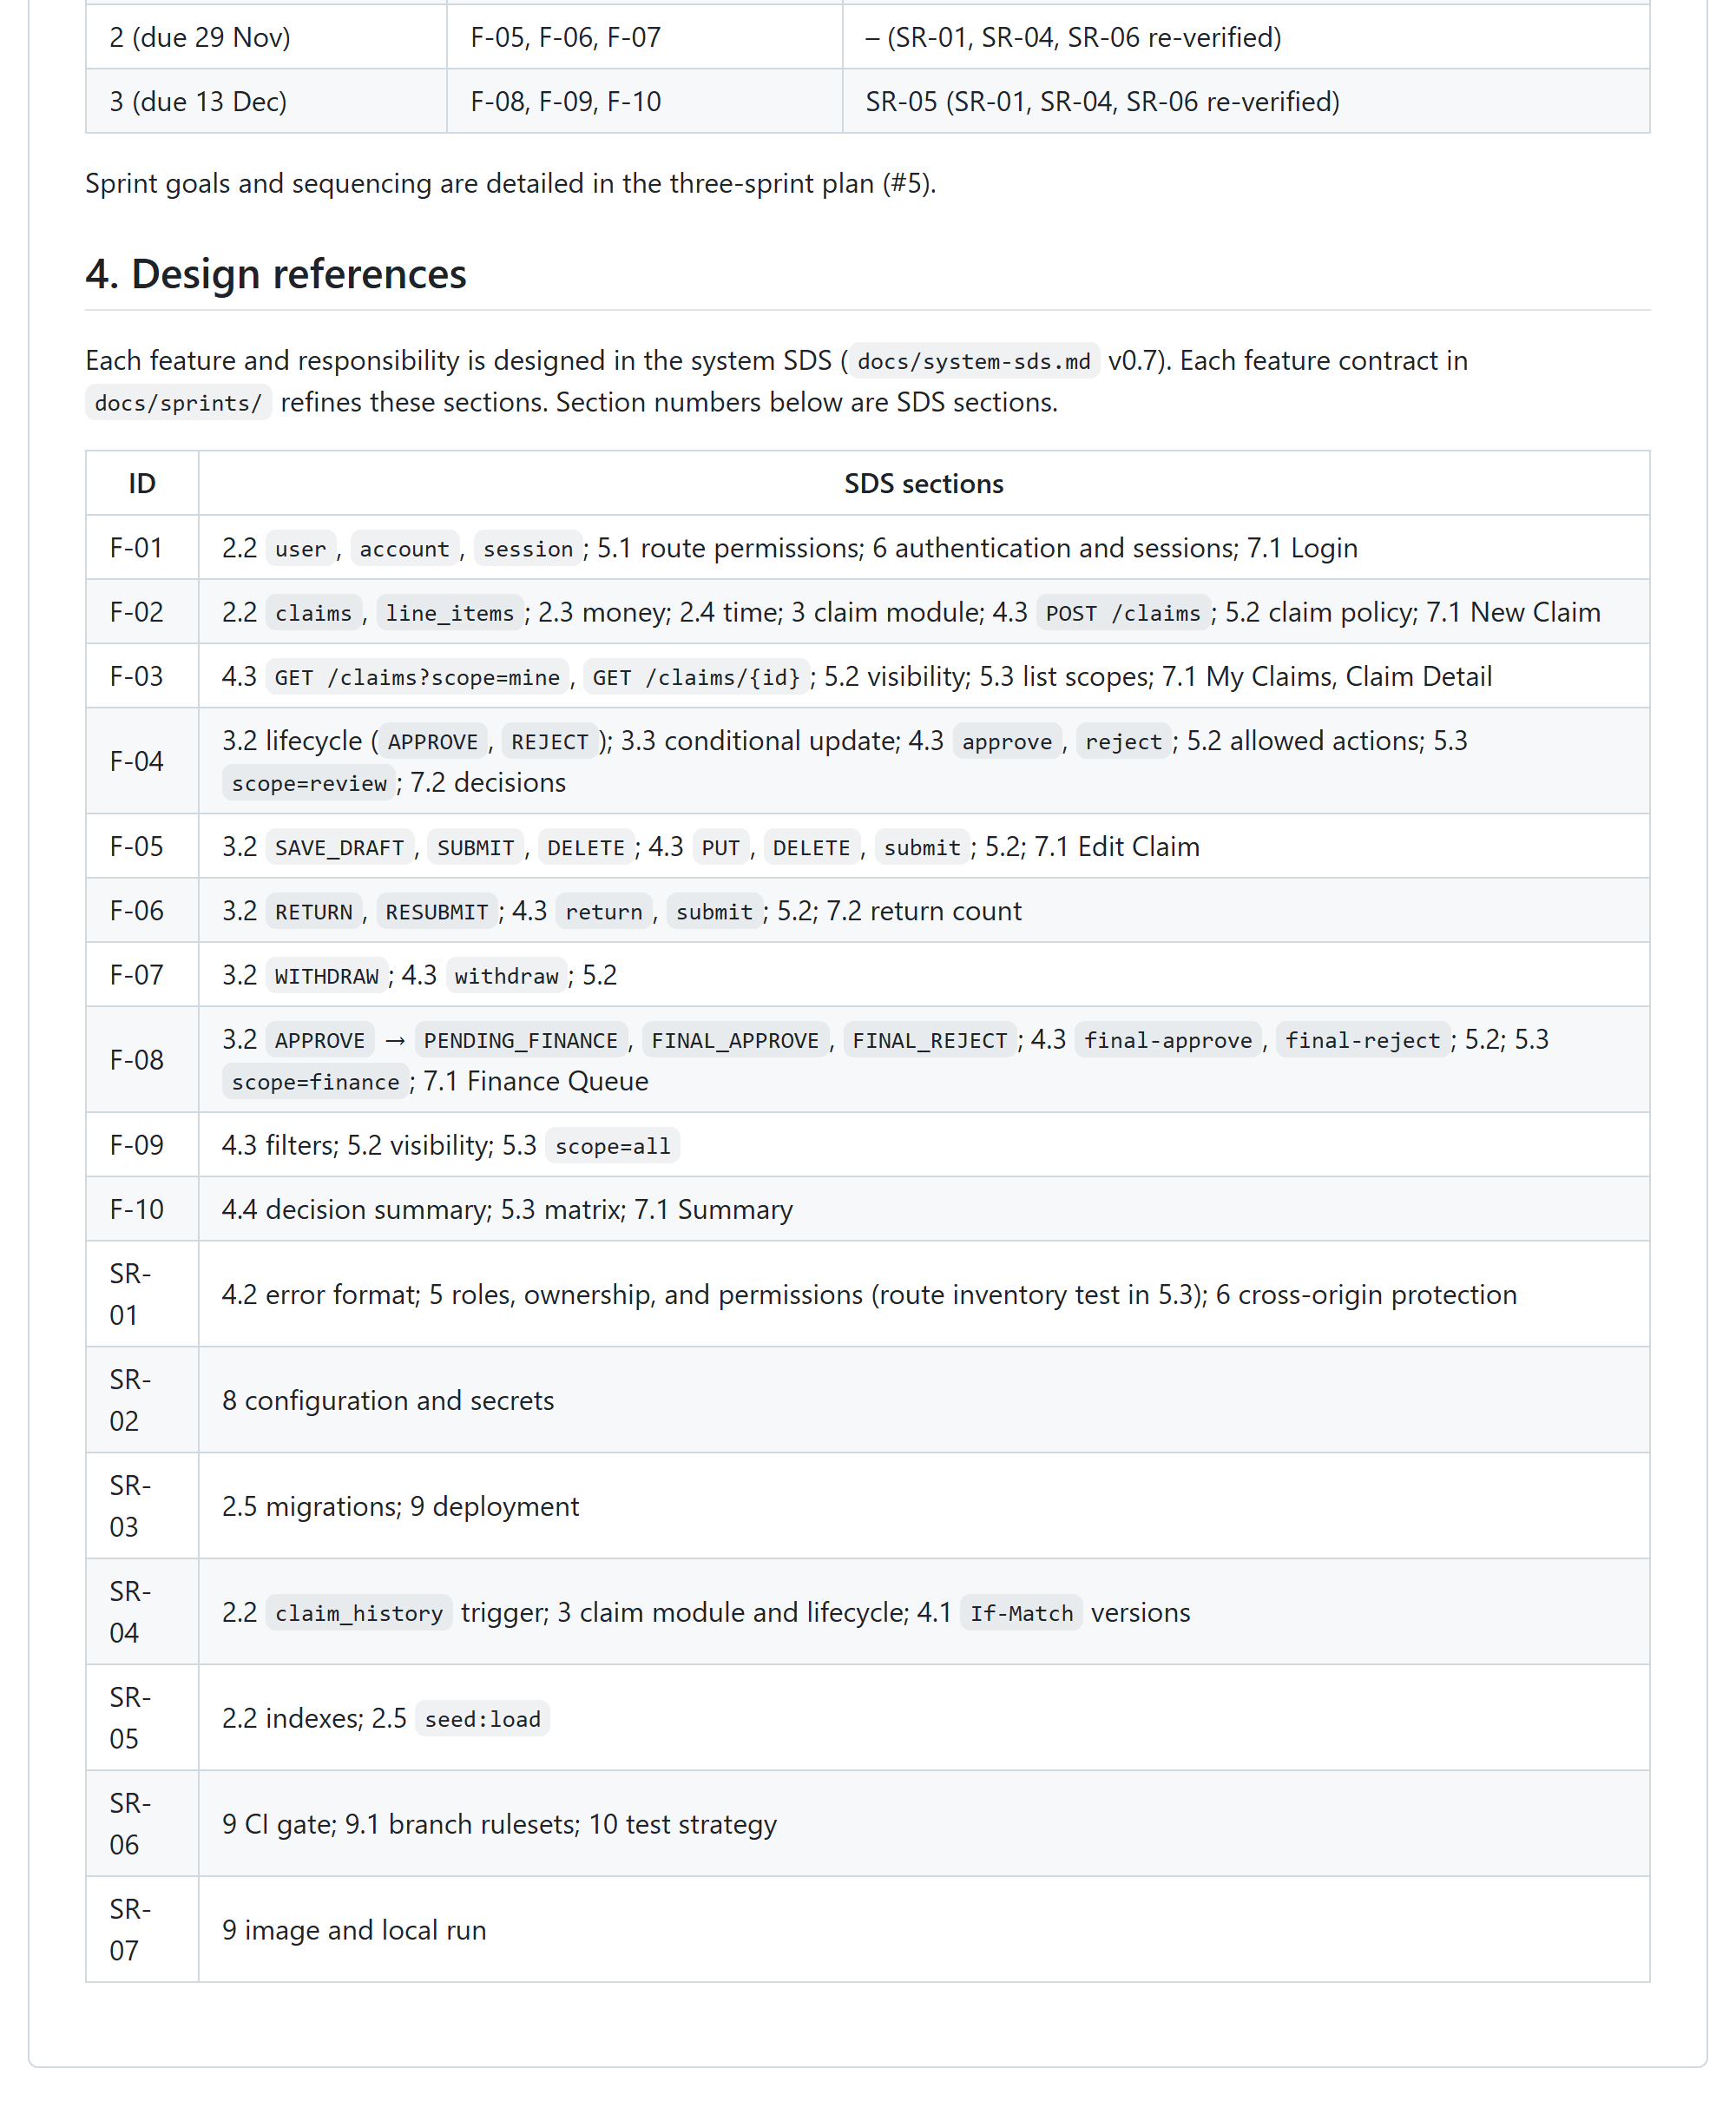 2 (due 29 Nov) F-05, F-06, F-07 – (SR-01, SR-04, SR-06 re-verified)
3 (due 13 Dec) F-08, F-09, F-10 SR-05 (SR-01, SR-04, SR-06 re-verified)
Sprint goals and sequencing are detailed in the three-sprint plan (#5).
4. Design references
Each feature and responsibility is designed in the system SDS (docs/system-sds.md v0.7). Each feature contract in
docs/sprints/ refines these sections. Section numbers below are SDS sections.
ID SDS sections
F-01 2.2 user, account, session; 5.1 route permissions; 6 authentication and sessions; 7.1 Login
F-02 2.2 claims, line_items; 2.3 money; 2.4 time; 3 claim module; 4.3 POST /claims; 5.2 claim policy; 7.1 New Claim
F-03 4.3 GET /claims?scope=mine, GET /claims/{id}; 5.2 visibility; 5.3 list scopes; 7.1 My Claims, Claim Detail
F-04 3.2 lifecycle (APPROVE, REJECT); 3.3 conditional update; 4.3 approve, reject; 5.2 allowed actions; 5.3
scope=review; 7.2 decisions
F-05 3.2 SAVE_DRAFT, SUBMIT, DELETE; 4.3 PUT, DELETE, submit; 5.2; 7.1 Edit Claim
F-06 3.2 RETURN, RESUBMIT; 4.3 return, submit; 5.2; 7.2 return count
F-07 3.2 WITHDRAW; 4.3 withdraw; 5.2
F-08 3.2 APPROVE → PENDING_FINANCE, FINAL_APPROVE, FINAL_REJECT; 4.3 final-approve, final-reject; 5.2; 5.3
scope=finance; 7.1 Finance Queue
F-09 4.3 filters; 5.2 visibility; 5.3 scope=all
F-10 4.4 decision summary; 5.3 matrix; 7.1 Summary
SR-
01 4.2 error format; 5 roles, ownership, and permissions (route inventory test in 5.3); 6 cross-origin protection
SR-
02 8 configuration and secrets
SR-
03 2.5 migrations; 9 deployment
SR-
04 2.2 claim_history trigger; 3 claim module and lifecycle; 4.1 If-Match versions
SR-
05 2.2 indexes; 2.5 seed:load
SR-
06 9 CI gate; 9.1 branch rulesets; 10 test strategy
SR-
07 9 image and local run